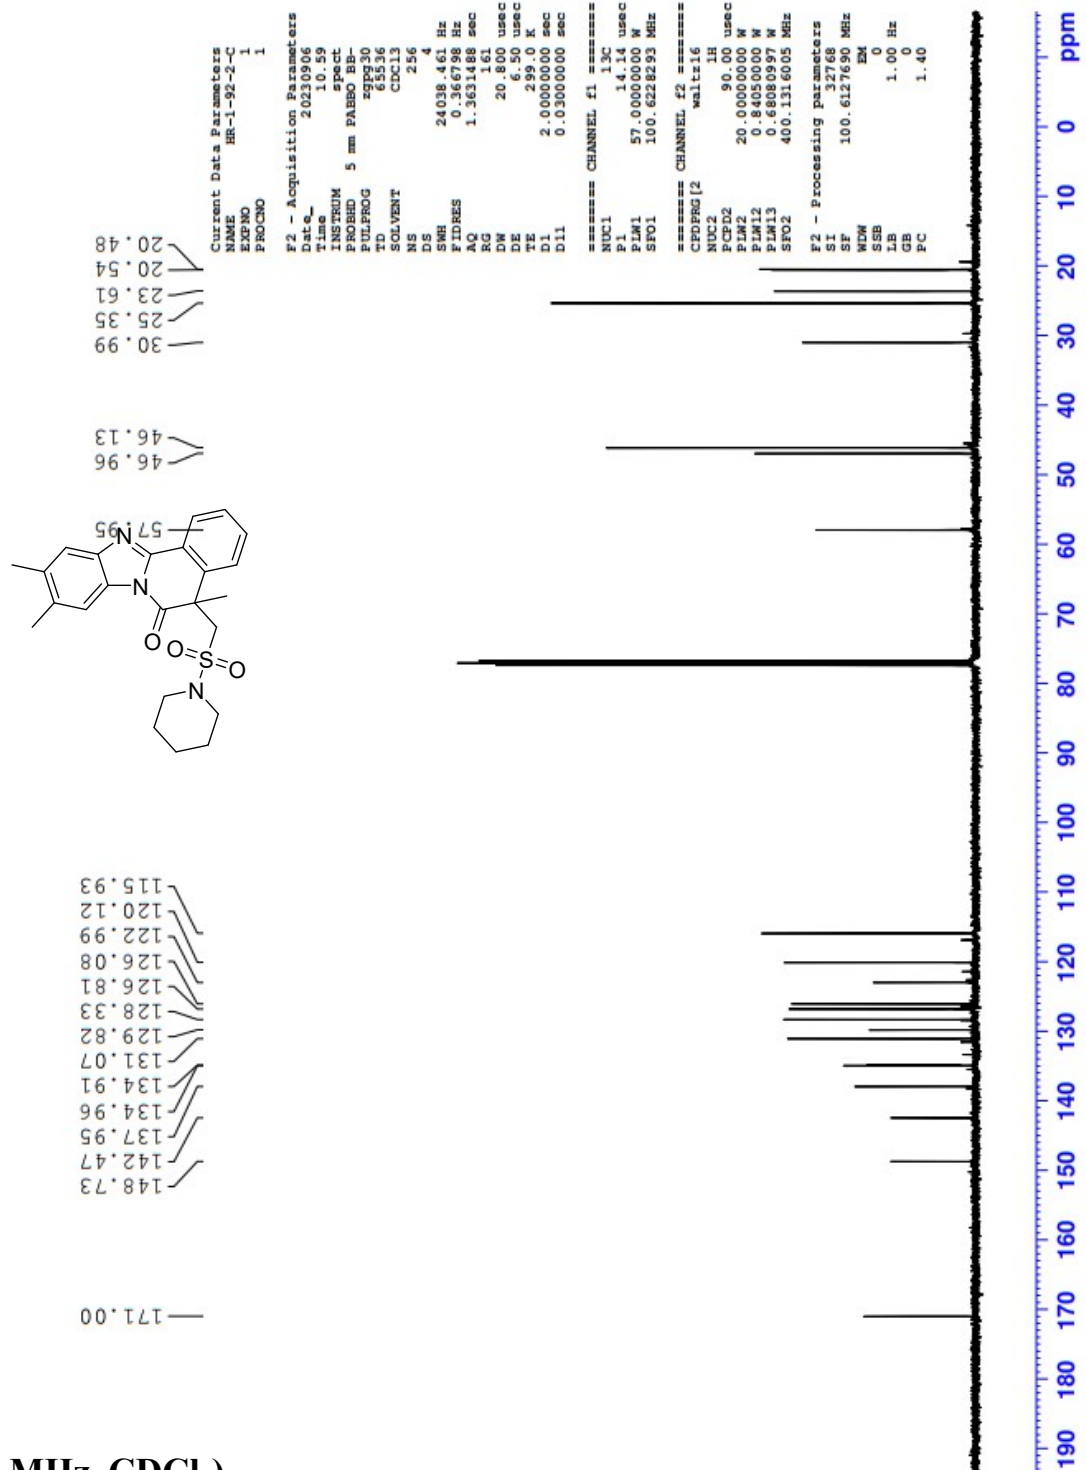 20.48
20.54
23.61
25.35
30.99
46.13
46.96
57.95
115.93
120.12
122.99
126.08
126.81
128.33
129.82
131.07
134.91
134.96
137.95
142.47
148.73
171.00
N
N
O
O
S
O
N
Current Data Parameters
NAME HR-1-92-2-C
EXPNO 1
PROCNO 1
F2 - Acquisition Parameters
Date_ 20230906
Time 10.59
INSTRUM spect
PROBHD 5 mm PABBO BB-
PULPROG zgpg30
TD 65536
SOLVENT CDCl3
NS 256
DS 4
SWH 24038.461 Hz
FIDRES 0.366798 Hz
AQ 1.3631488 sec
RG 161
DW 20.800 usec
DE 6.50 usec
TE 299.0 K
D1 2.00000000 sec
D11 0.03000000 sec
======== CHANNEL f1 ========
NUC1 13C
P1 14.14 usec
PLW1 57.00000000 W
SFO1 100.6228293 MHz
======== CHANNEL f2 ========
CPDPRG[2 waltz16
NUC2 1H
PCPD2 90.00 usec
PLW2 20.00000000 W
PLW12 0.84050000 W
PLW13 0.68080997 W
SFO2 400.1316005 MHz
F2 - Processing parameters
SI 32768
SF 100.6127690 MHz
WDW EM
SSB 0
LB 1.00 Hz
GB 0
PC 1.40
ppm
0
10
20
30
40
50
60
70
80
90
100
110
120
130
140
150
160
170
180
190
MHz, CDCl